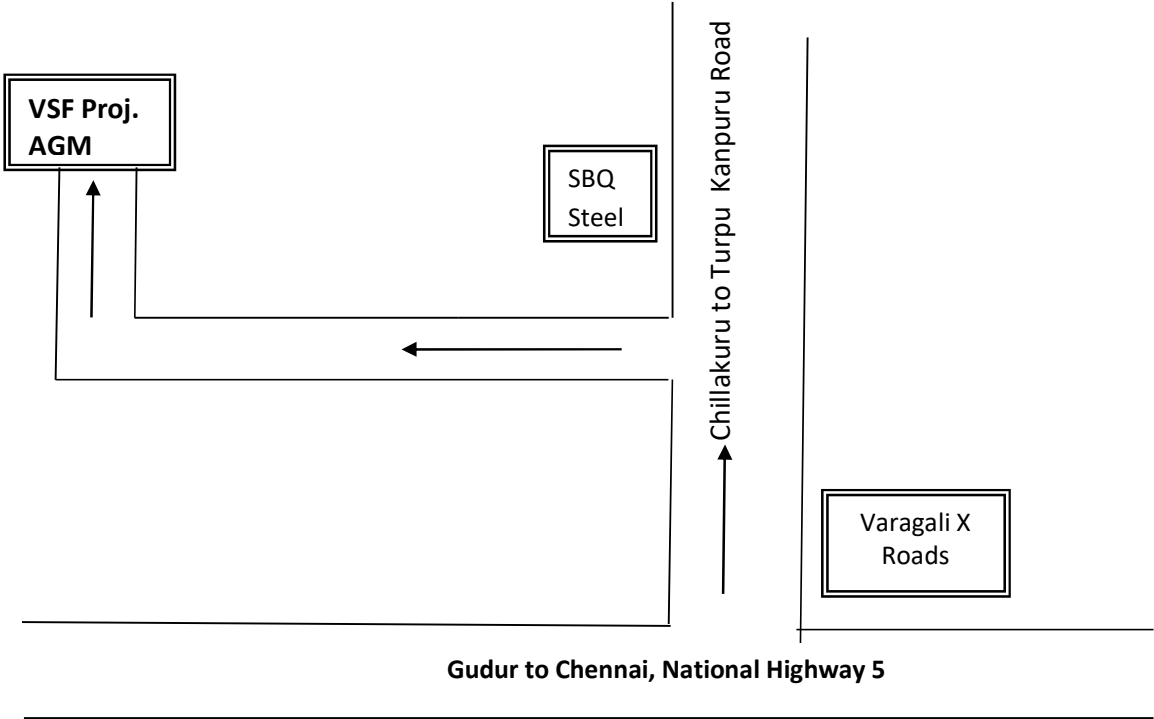 VSF Proj.
AGM
SBQ
Steel
Chillakuru to Turpu Kanpuru Road
Varagali X
Roads
Gudur to Chennai, National Highway 5